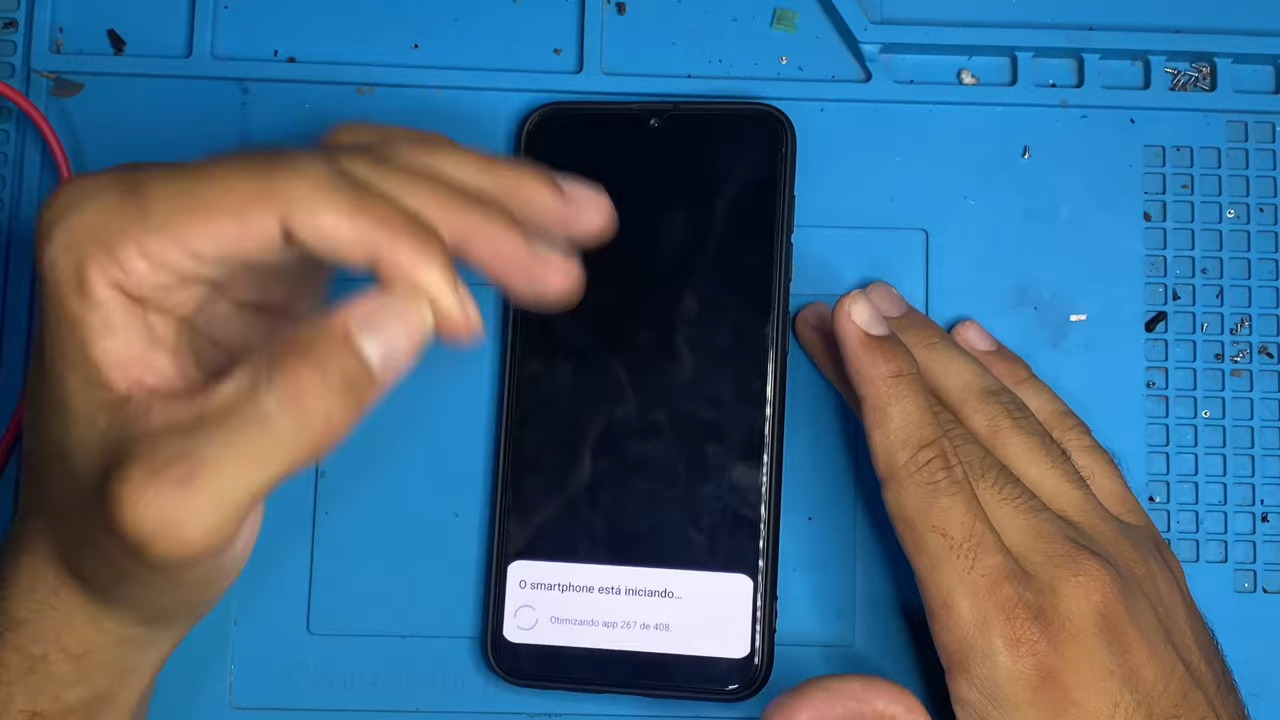 O smartphone está iniciando...
Otimizando app 267 de 408.